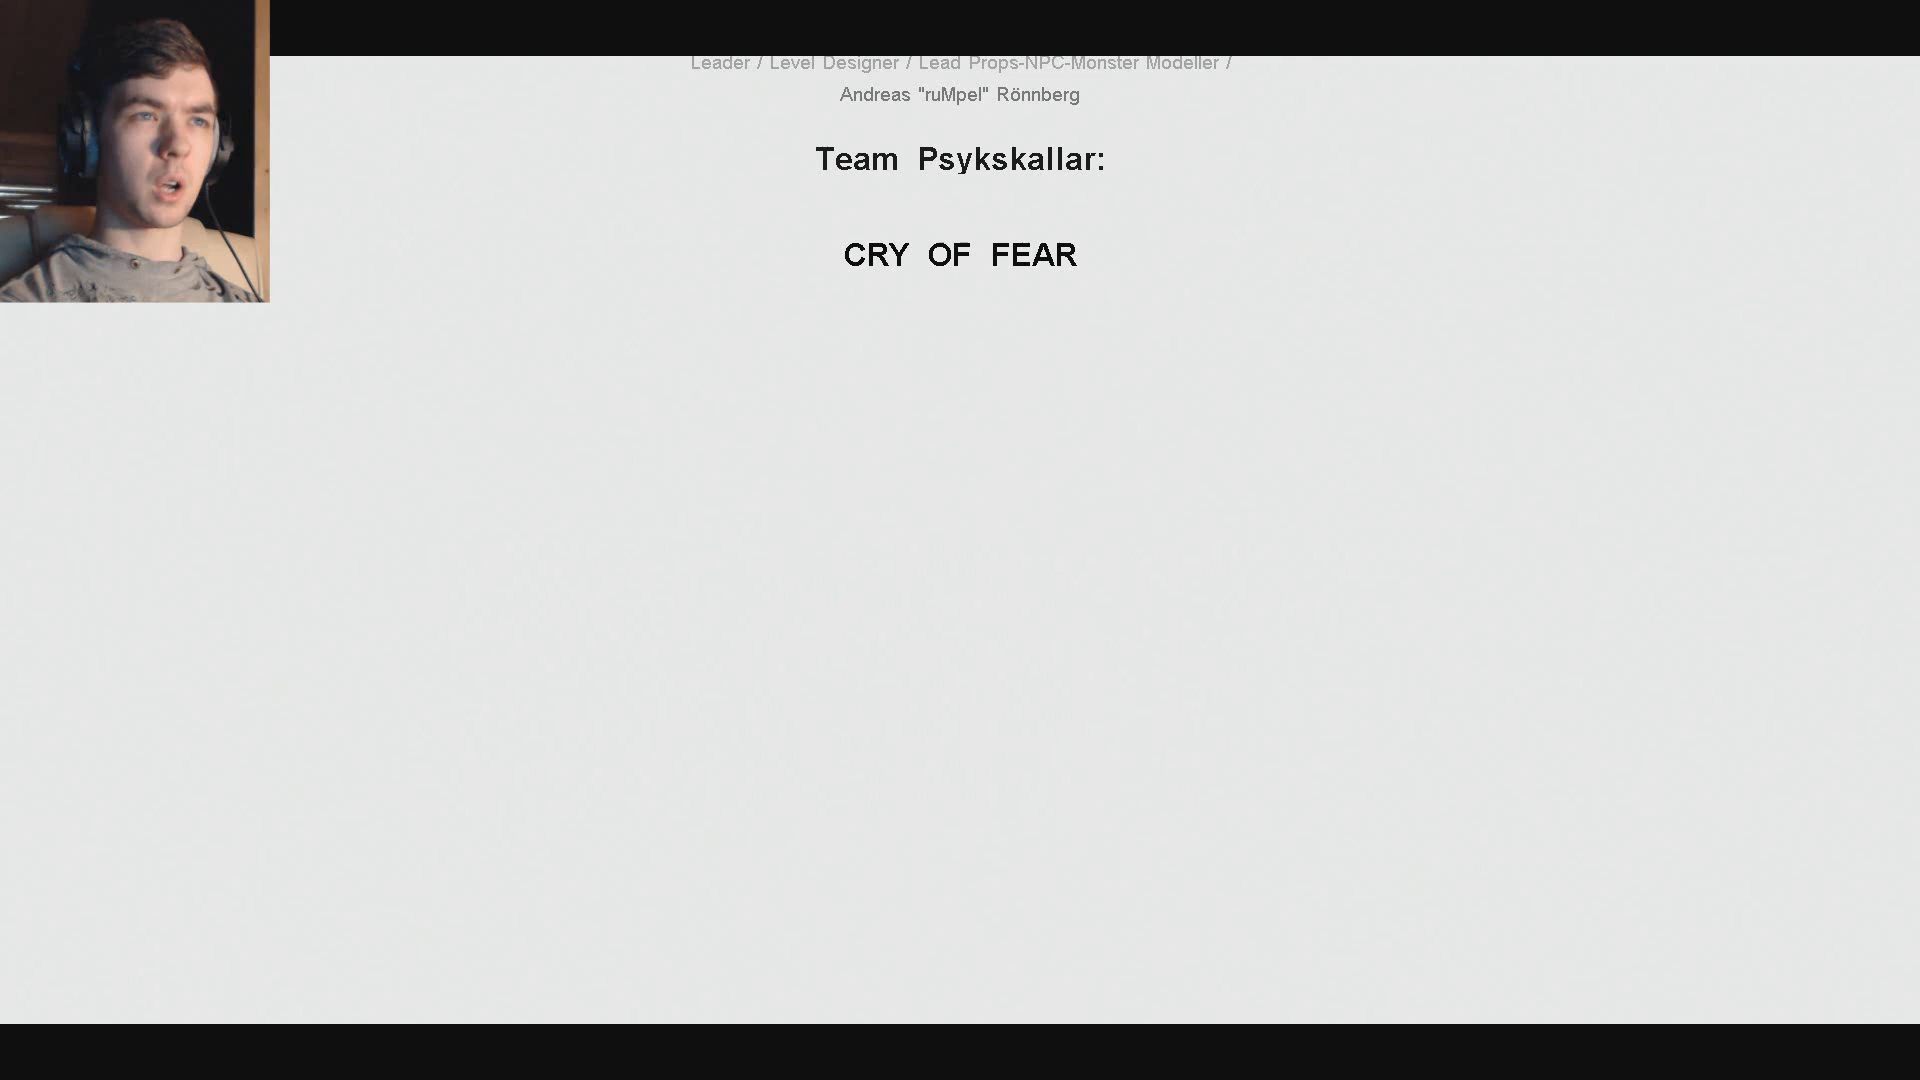 Leader / Level Designer / Lead Props-NPC-Monster Modeller /
Andreas "ruMpel" Rönnberg
Team Psykskallar:
CRY OF FEAR